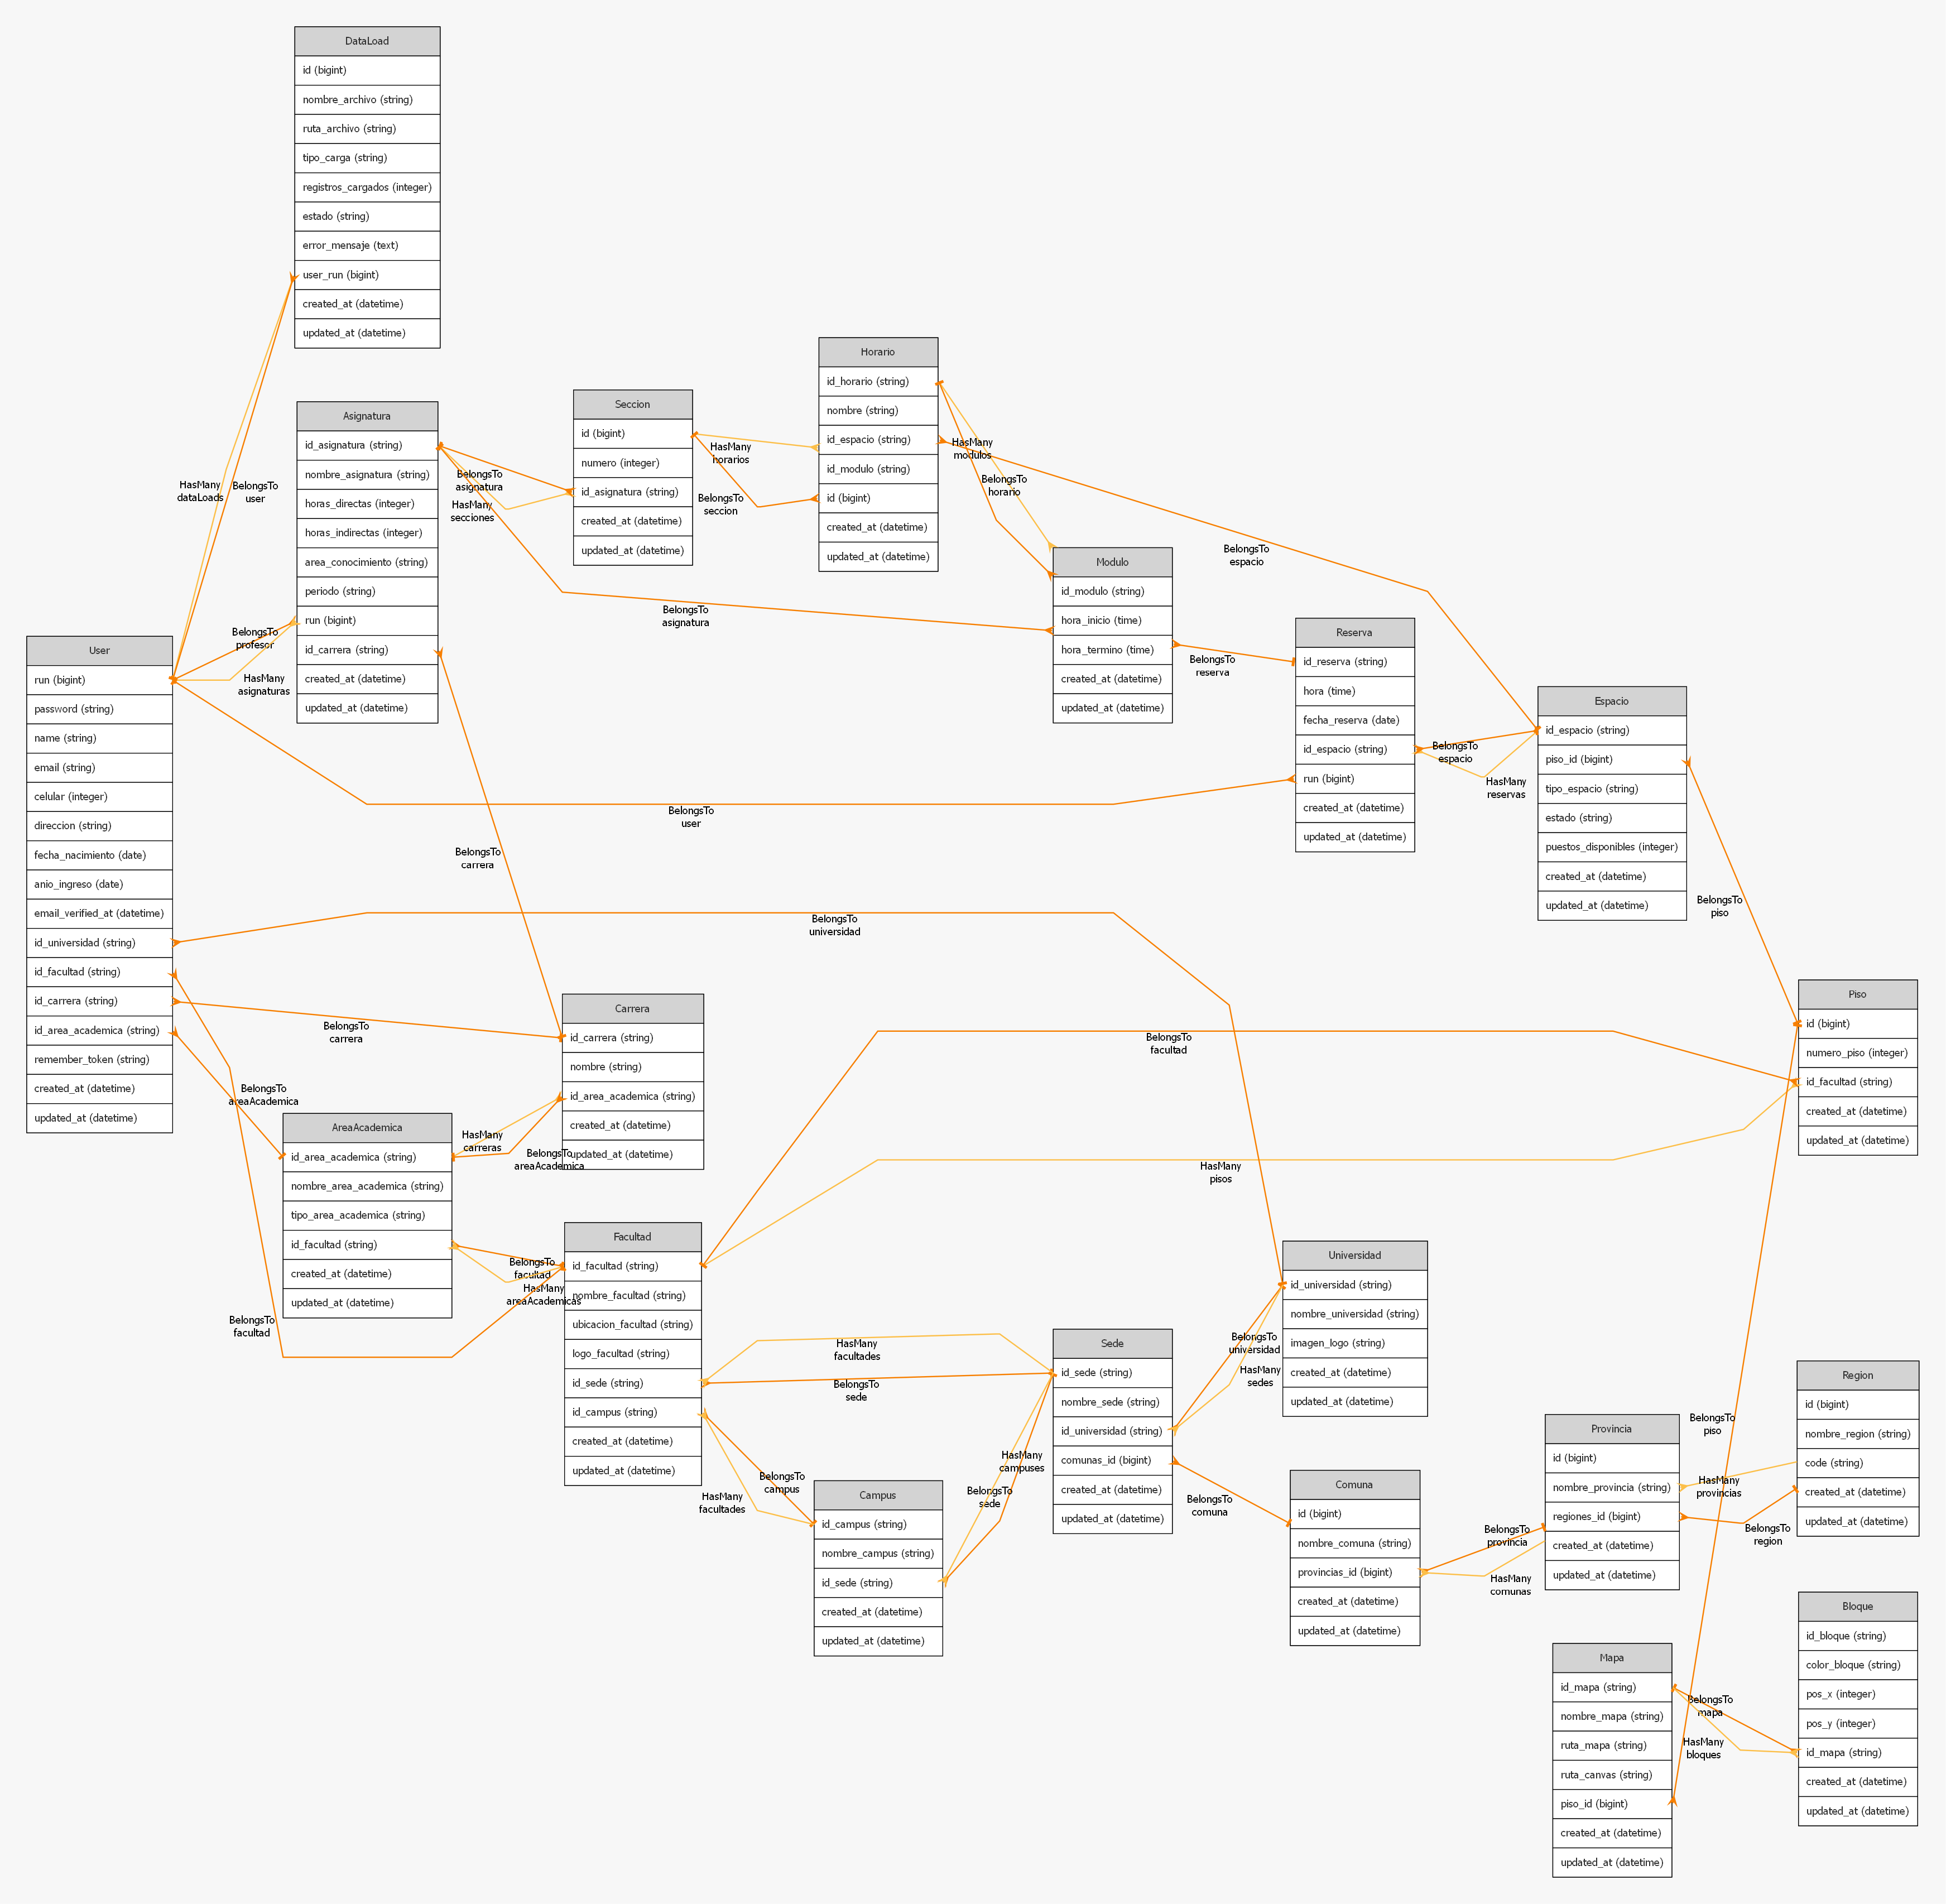 DataLoad
id (bigint)
nombre_archivo (string)
ruta_archivo (string)
tipo_carga (string)
registros_cargados (integer)
estado (string)
error_mensaje (text)
user_run (bigint)
created_at (datetime)
updated_at (datetime)
HasMany
dataLoads
BelongsTo
user
Asignatura
id_asignatura (string)
nombre_asignatura (string)
horas_directas (integer)
horas_indirectas (integer)
area_conocimiento (string)
periodo (string)
run (bigint)
id_carrera (string)
created_at (datetime)
updated_at (datetime)
BelongsTo
profesor
HasMany
asignaturas
BelongsTo
asignatura
HasMany
secciones
Seccion
id (bigint)
numero (integer)
id_asignatura (string)
created_at (datetime)
updated_at (datetime)
HasMany
horarios
BelongsTo
seccion
Horario
id_horario (string)
nombre (string)
id_espacio (string)
id_modulo (string)
id (bigint)
created_at (datetime)
updated_at (datetime)
HasMany
modulos
BelongsTo
horario
BelongsTo
asignatura
Modulo
id_modulo (string)
hora_inicio (time)
hora_termino (time)
created_at (datetime)
updated_at (datetime)
BelongsTo
espacio
BelongsTo
reserva
Reserva
id_reserva (string)
hora (time)
fecha_reserva (date)
id_espacio (string)
run (bigint)
created_at (datetime)
updated_at (datetime)
BelongsTo
espacio
HasMany
reservas
Espacio
id_espacio (string)
piso_id (bigint)
tipo_espacio (string)
estado (string)
puestos_disponibles (integer)
created_at (datetime)
updated_at (datetime)
BelongsTo
piso
User
run (bigint)
password (string)
name (string)
email (string)
celular (integer)
direccion (string)
fecha_nacimiento (date)
anio_ingreso (date)
email_verified_at (datetime)
id_universidad (string)
id_facultad (string)
id_carrera (string)
id_area_academica (string)
remember_token (string)
created_at (datetime)
updated_at (datetime)
BelongsTo
user
BelongsTo
carrera
BelongsTo
universidad
BelongsTo
carrera
BelongsTo
areaAcademica
Carrera
id_carrera (string)
nombre (string)
id_area_academica (string)
created_at (datetime)
updated_at (datetime)
HasMany
carreras
BelongsTo
areaAcademica
Piso
id (bigint)
numero_piso (integer)
id_facultad (string)
created_at (datetime)
updated_at (datetime)
BelongsTo
facultad
HasMany
pisos
AreaAcademica
id_area_academica (string)
nombre_area_academica (string)
tipo_area_academica (string)
id_facultad (string)
created_at (datetime)
updated_at (datetime)
BelongsTo
facultad
BelongsTo
facultad
HasMany
areaAcademicas
Facultad
id_facultad (string)
nombre_facultad (string)
ubicacion_facultad (string)
logo_facultad (string)
id_sede (string)
id_campus (string)
created_at (datetime)
updated_at (datetime)
HasMany
facultades
BelongsTo
sede
BelongsTo
campus
HasMany
facultades
Campus
id_campus (string)
nombre_campus (string)
id_sede (string)
created_at (datetime)
updated_at (datetime)
HasMany
campuses
BelongsTo
sede
Sede
id_sede (string)
nombre_sede (string)
id_universidad (string)
comunas_id (bigint)
created_at (datetime)
updated_at (datetime)
BelongsTo
universidad
HasMany
sedes
BelongsTo
comuna
Universidad
id_universidad (string)
nombre_universidad (string)
imagen_logo (string)
created_at (datetime)
updated_at (datetime)
Comuna
id (bigint)
nombre_comuna (string)
provincias_id (bigint)
created_at (datetime)
updated_at (datetime)
BelongsTo
provincia
HasMany
comunas
Provincia
id (bigint)
nombre_provincia (string)
regiones_id (bigint)
created_at (datetime)
updated_at (datetime)
BelongsTo
piso
HasMany
provincias
BelongsTo
region
Region
id (bigint)
nombre_region (string)
code (string)
created_at (datetime)
updated_at (datetime)
Mapa
id_mapa (string)
nombre_mapa (string)
ruta_mapa (string)
ruta_canvas (string)
piso_id (bigint)
created_at (datetime)
updated_at (datetime)
BelongsTo
mapa
HasMany
bloques
Bloque
id_bloque (string)
color_bloque (string)
pos_x (integer)
pos_y (integer)
id_mapa (string)
created_at (datetime)
updated_at (datetime)